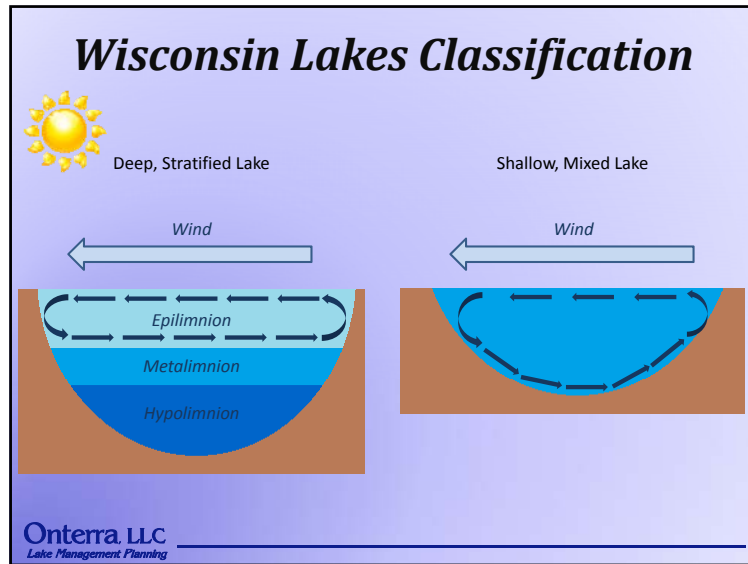 Wisconsin Lakes Classification
Deep, Stratified Lake
Shallow, Mixed Lake
Wind
Wind
Epilimnion
Metalimnion
Hypolimnion
Onterra, LLC
Lake Management Planning